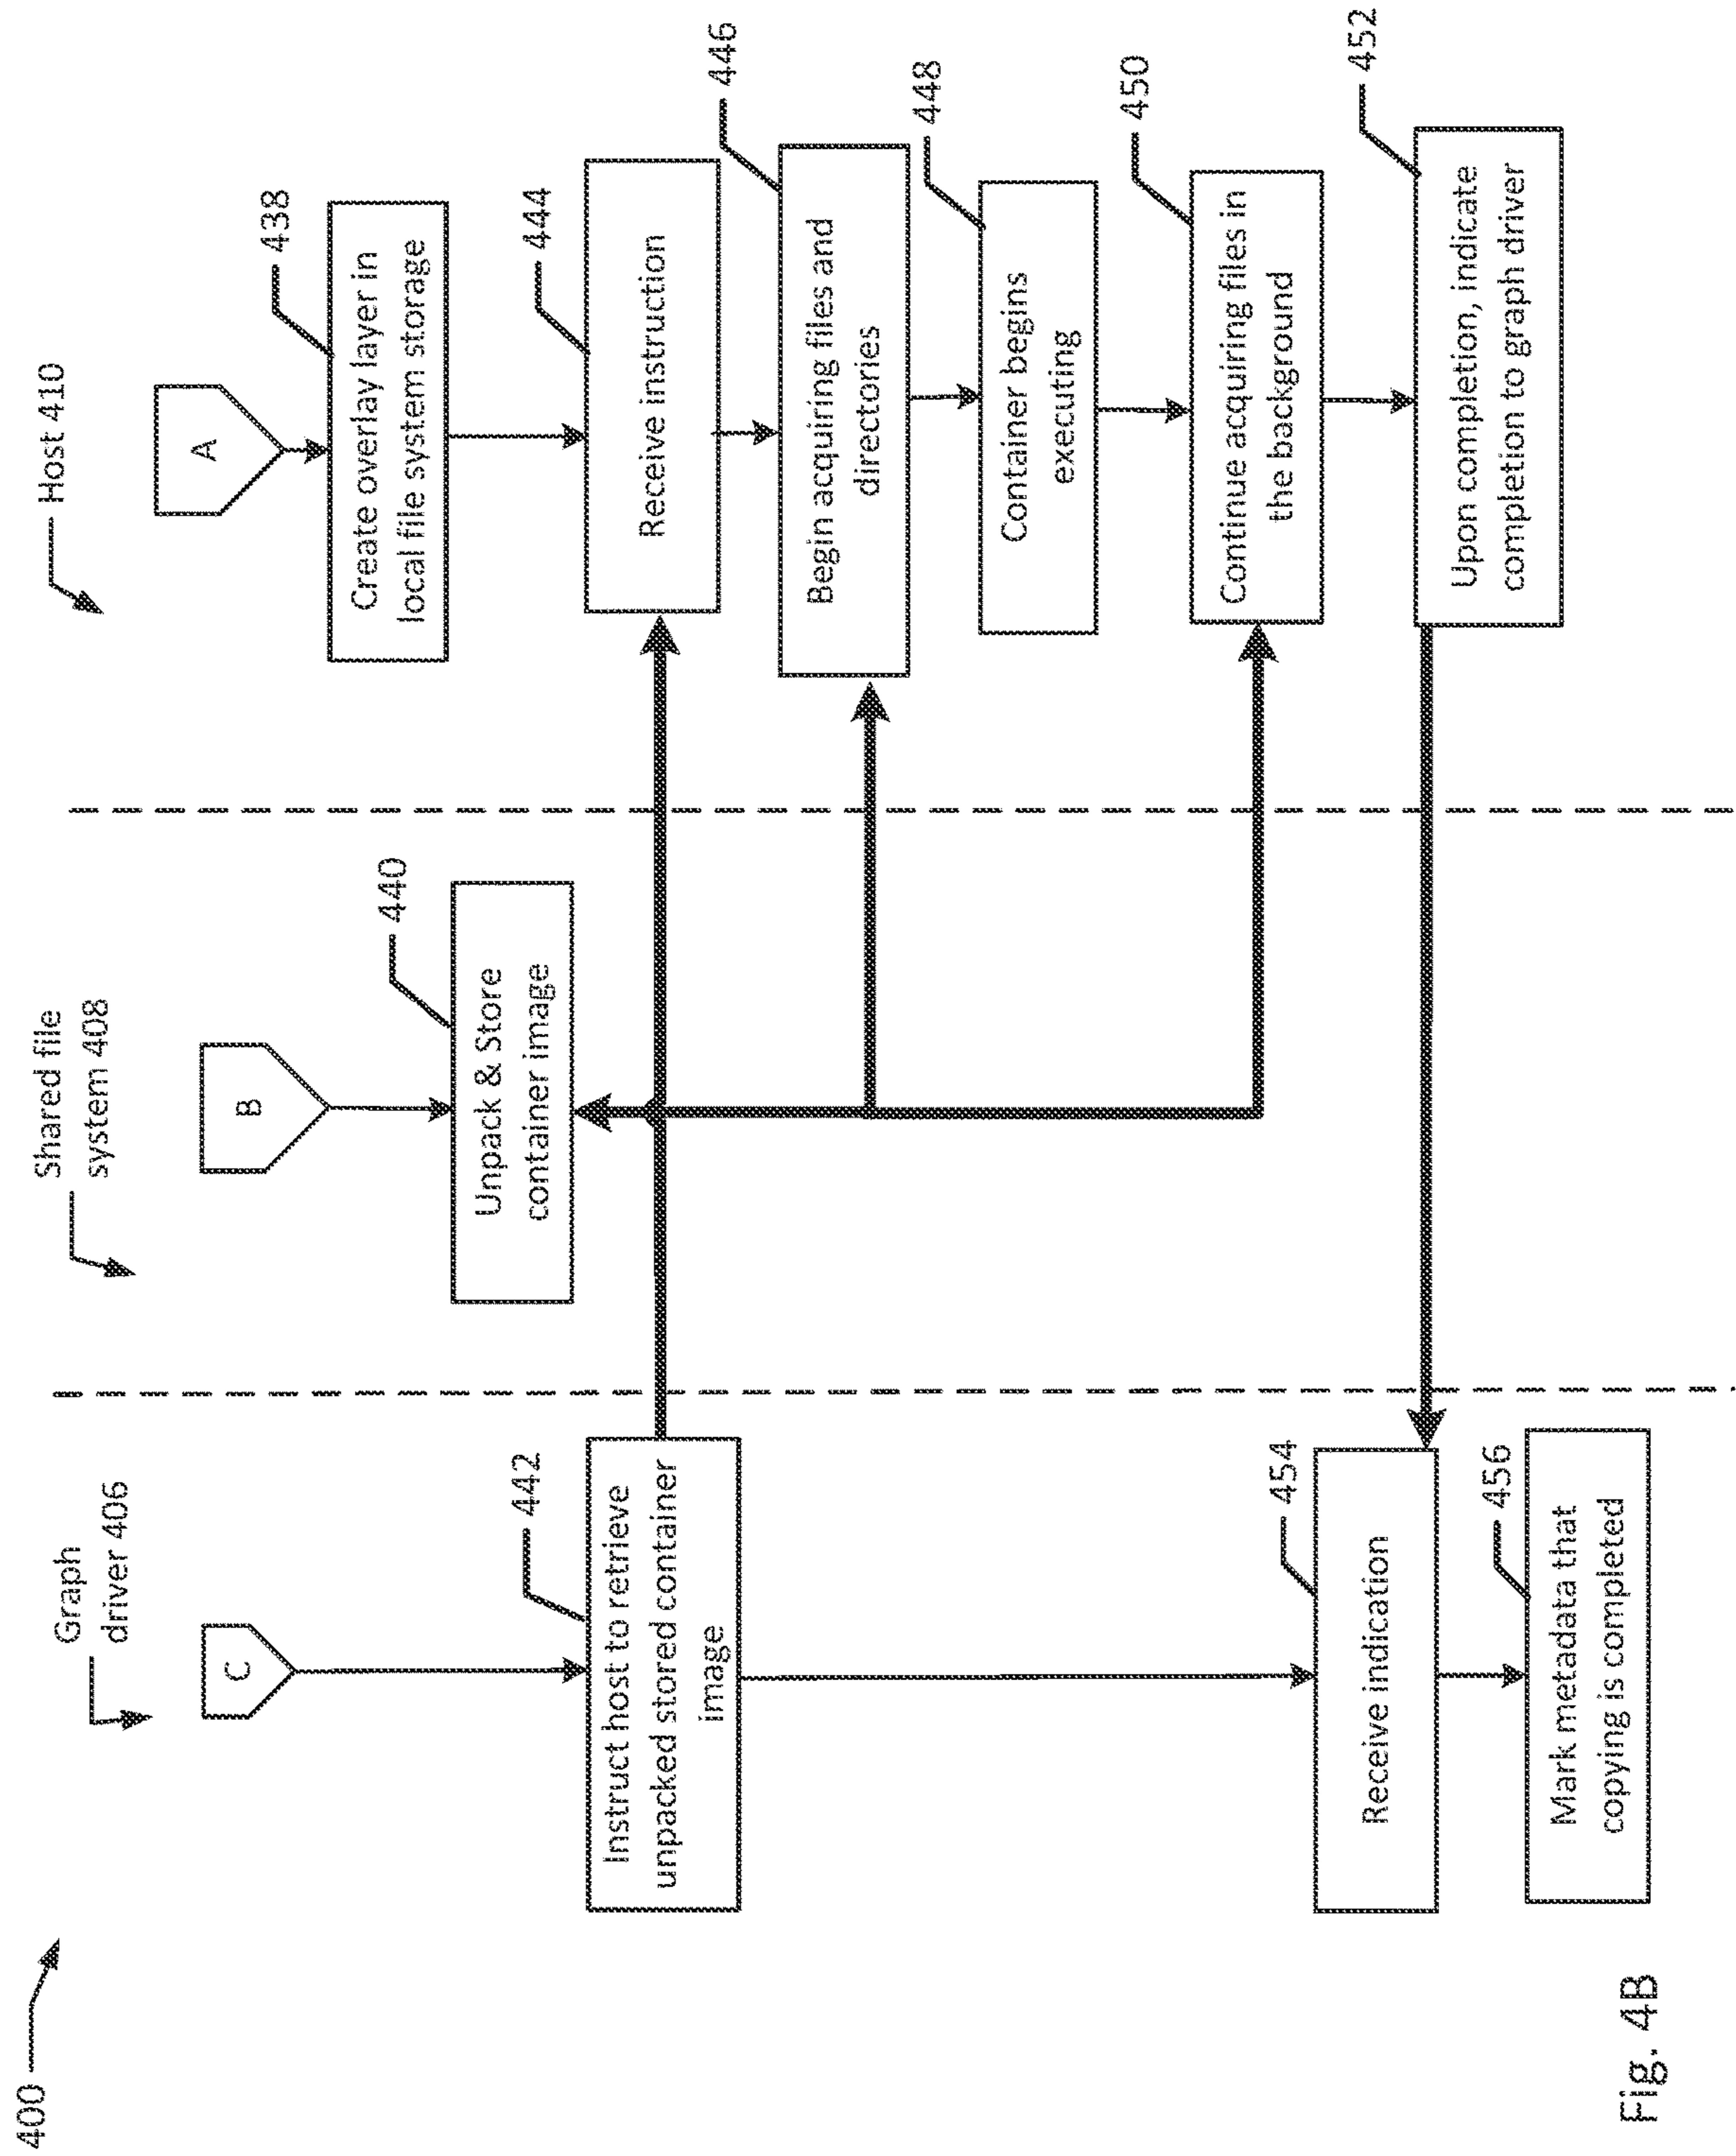 400
Graph
driver 406
Shared file
system 408
Host 410
C
B
A
438
Create overlay layer in
local file system storage
440
Unpack & Store
container image
442
Instruct host to retrieve
unpacked stored container
image
444
Receive instruction
446
Begin acquiring files and
directories
448
Container begins
executing
450
Continue acquiring files in
the background
452
Upon completion, indicate
completion to graph driver
454
Receive indication
456
Mark metadata that
copying is completed
Fig. 4B